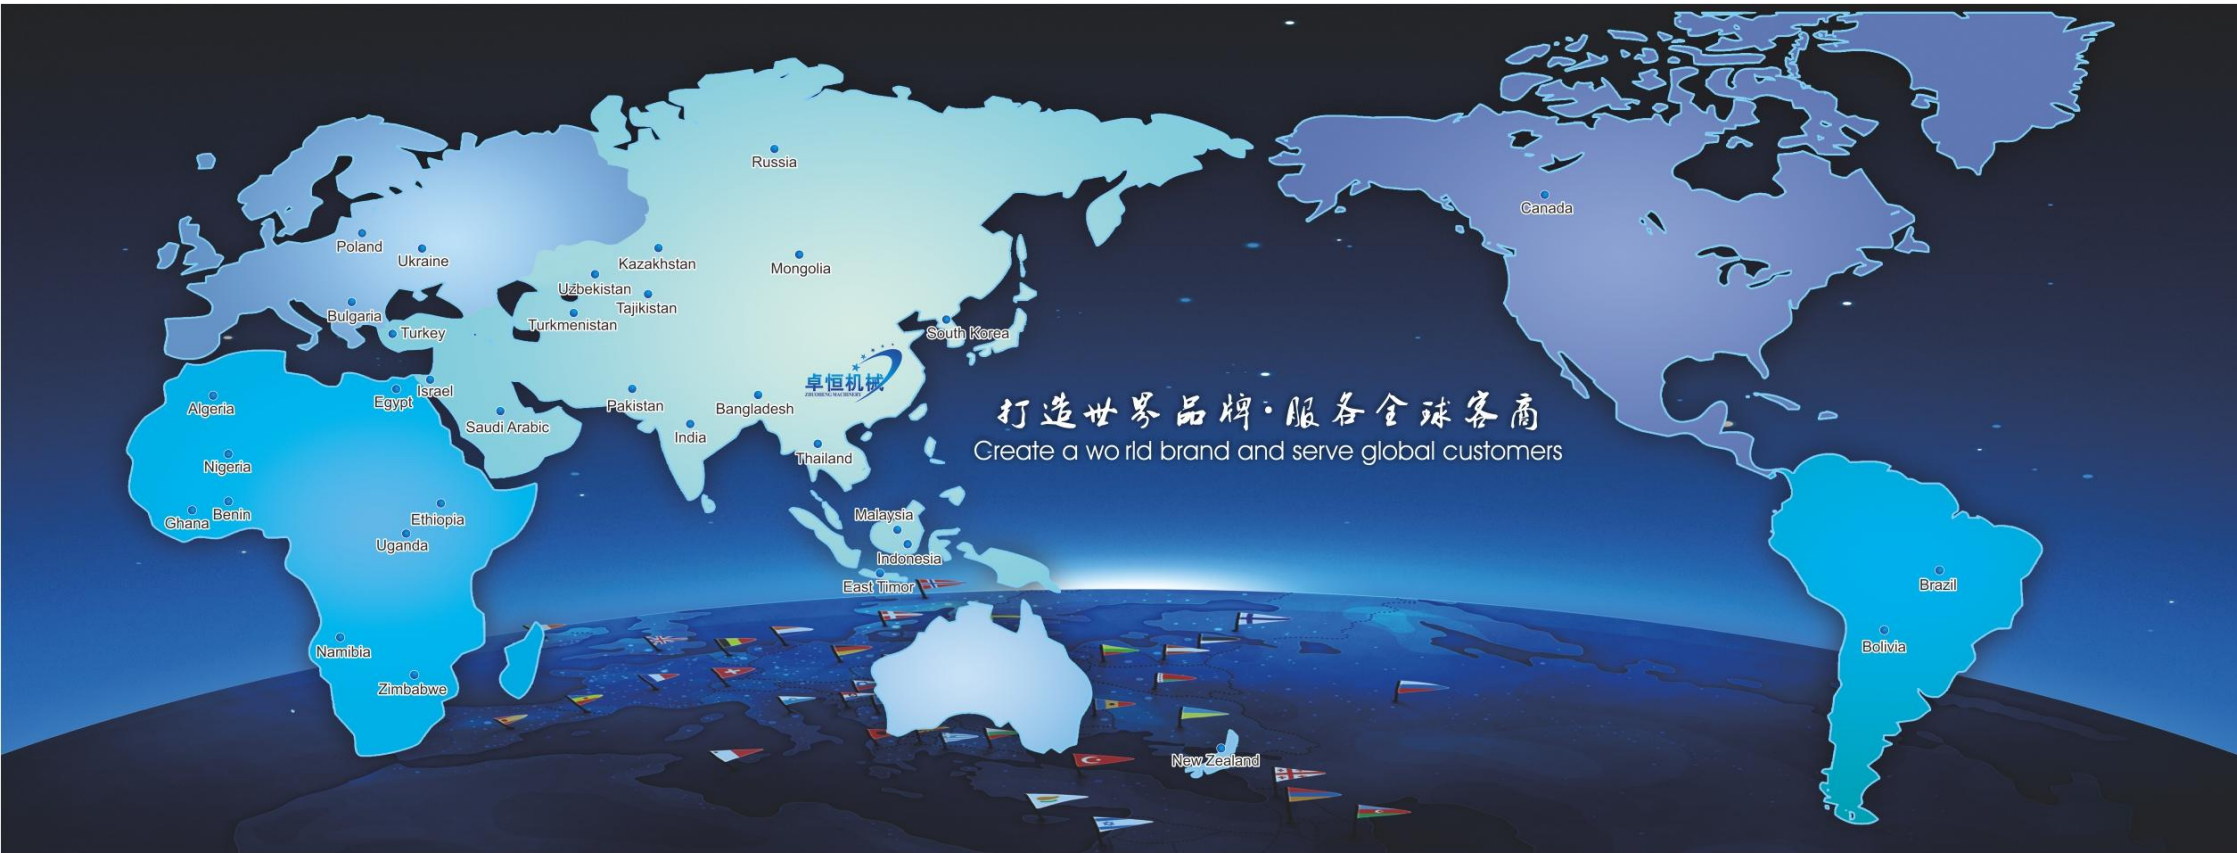 Russia
Canada
Poland
Ukraine
Kazakhstan
Mongolia
Uzbekistan
Tajikistan
Bulgaria
Turkmenistan
Turkey
South Korea
卓恒机械
ZHUOHENG MACHINERY
Israel
Egypt
Algeria
Pakistan
Bangladesh
Saudi Arabic
India
打造世界品牌·服务全球客商
Create a wo rld brand and serve global customers
Thailand
Nigeria
Benin
Ghana
Ethiopia
Malaysia
Uganda
Indonesia
East Timor
Brazil
Namibia
Bolivia
Zimbabwe
New Zealand